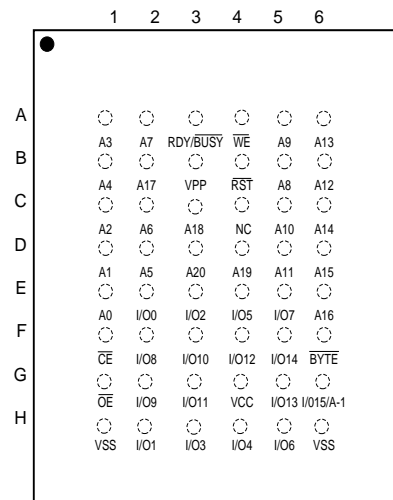 1 2 3 4 5 6
A
A3 A7 RDY/BUSY WE A9 A13
B
A4 A17 VPP RST A8 A12
C
A2 A6 A18 NC A10 A14
D
A1 A5 A20 A19 A11 A15
E
A0 I/O0 I/O2 I/O5 I/O7 A16
F
CE I/O8 I/O10 I/O12 I/O14 BYTE
G
OE I/O9 I/O11 VCC I/O13 I/015/A-1
H
VSS I/O1 I/O3 I/O4 I/O6 VSS